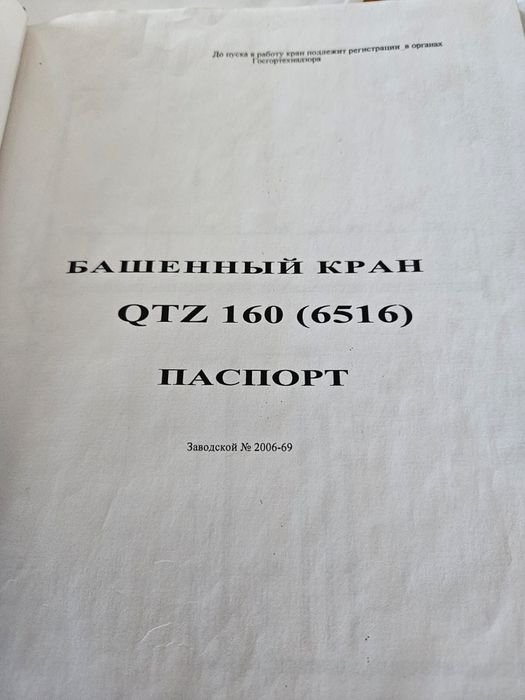 До пуска в работу кран подлежит регистрации в органах
Госгортехнадзора
БАШЕННЫЙ КРАН
QTZ 160 (6516)
ПАСПОРТ
Заводской № 2006-69